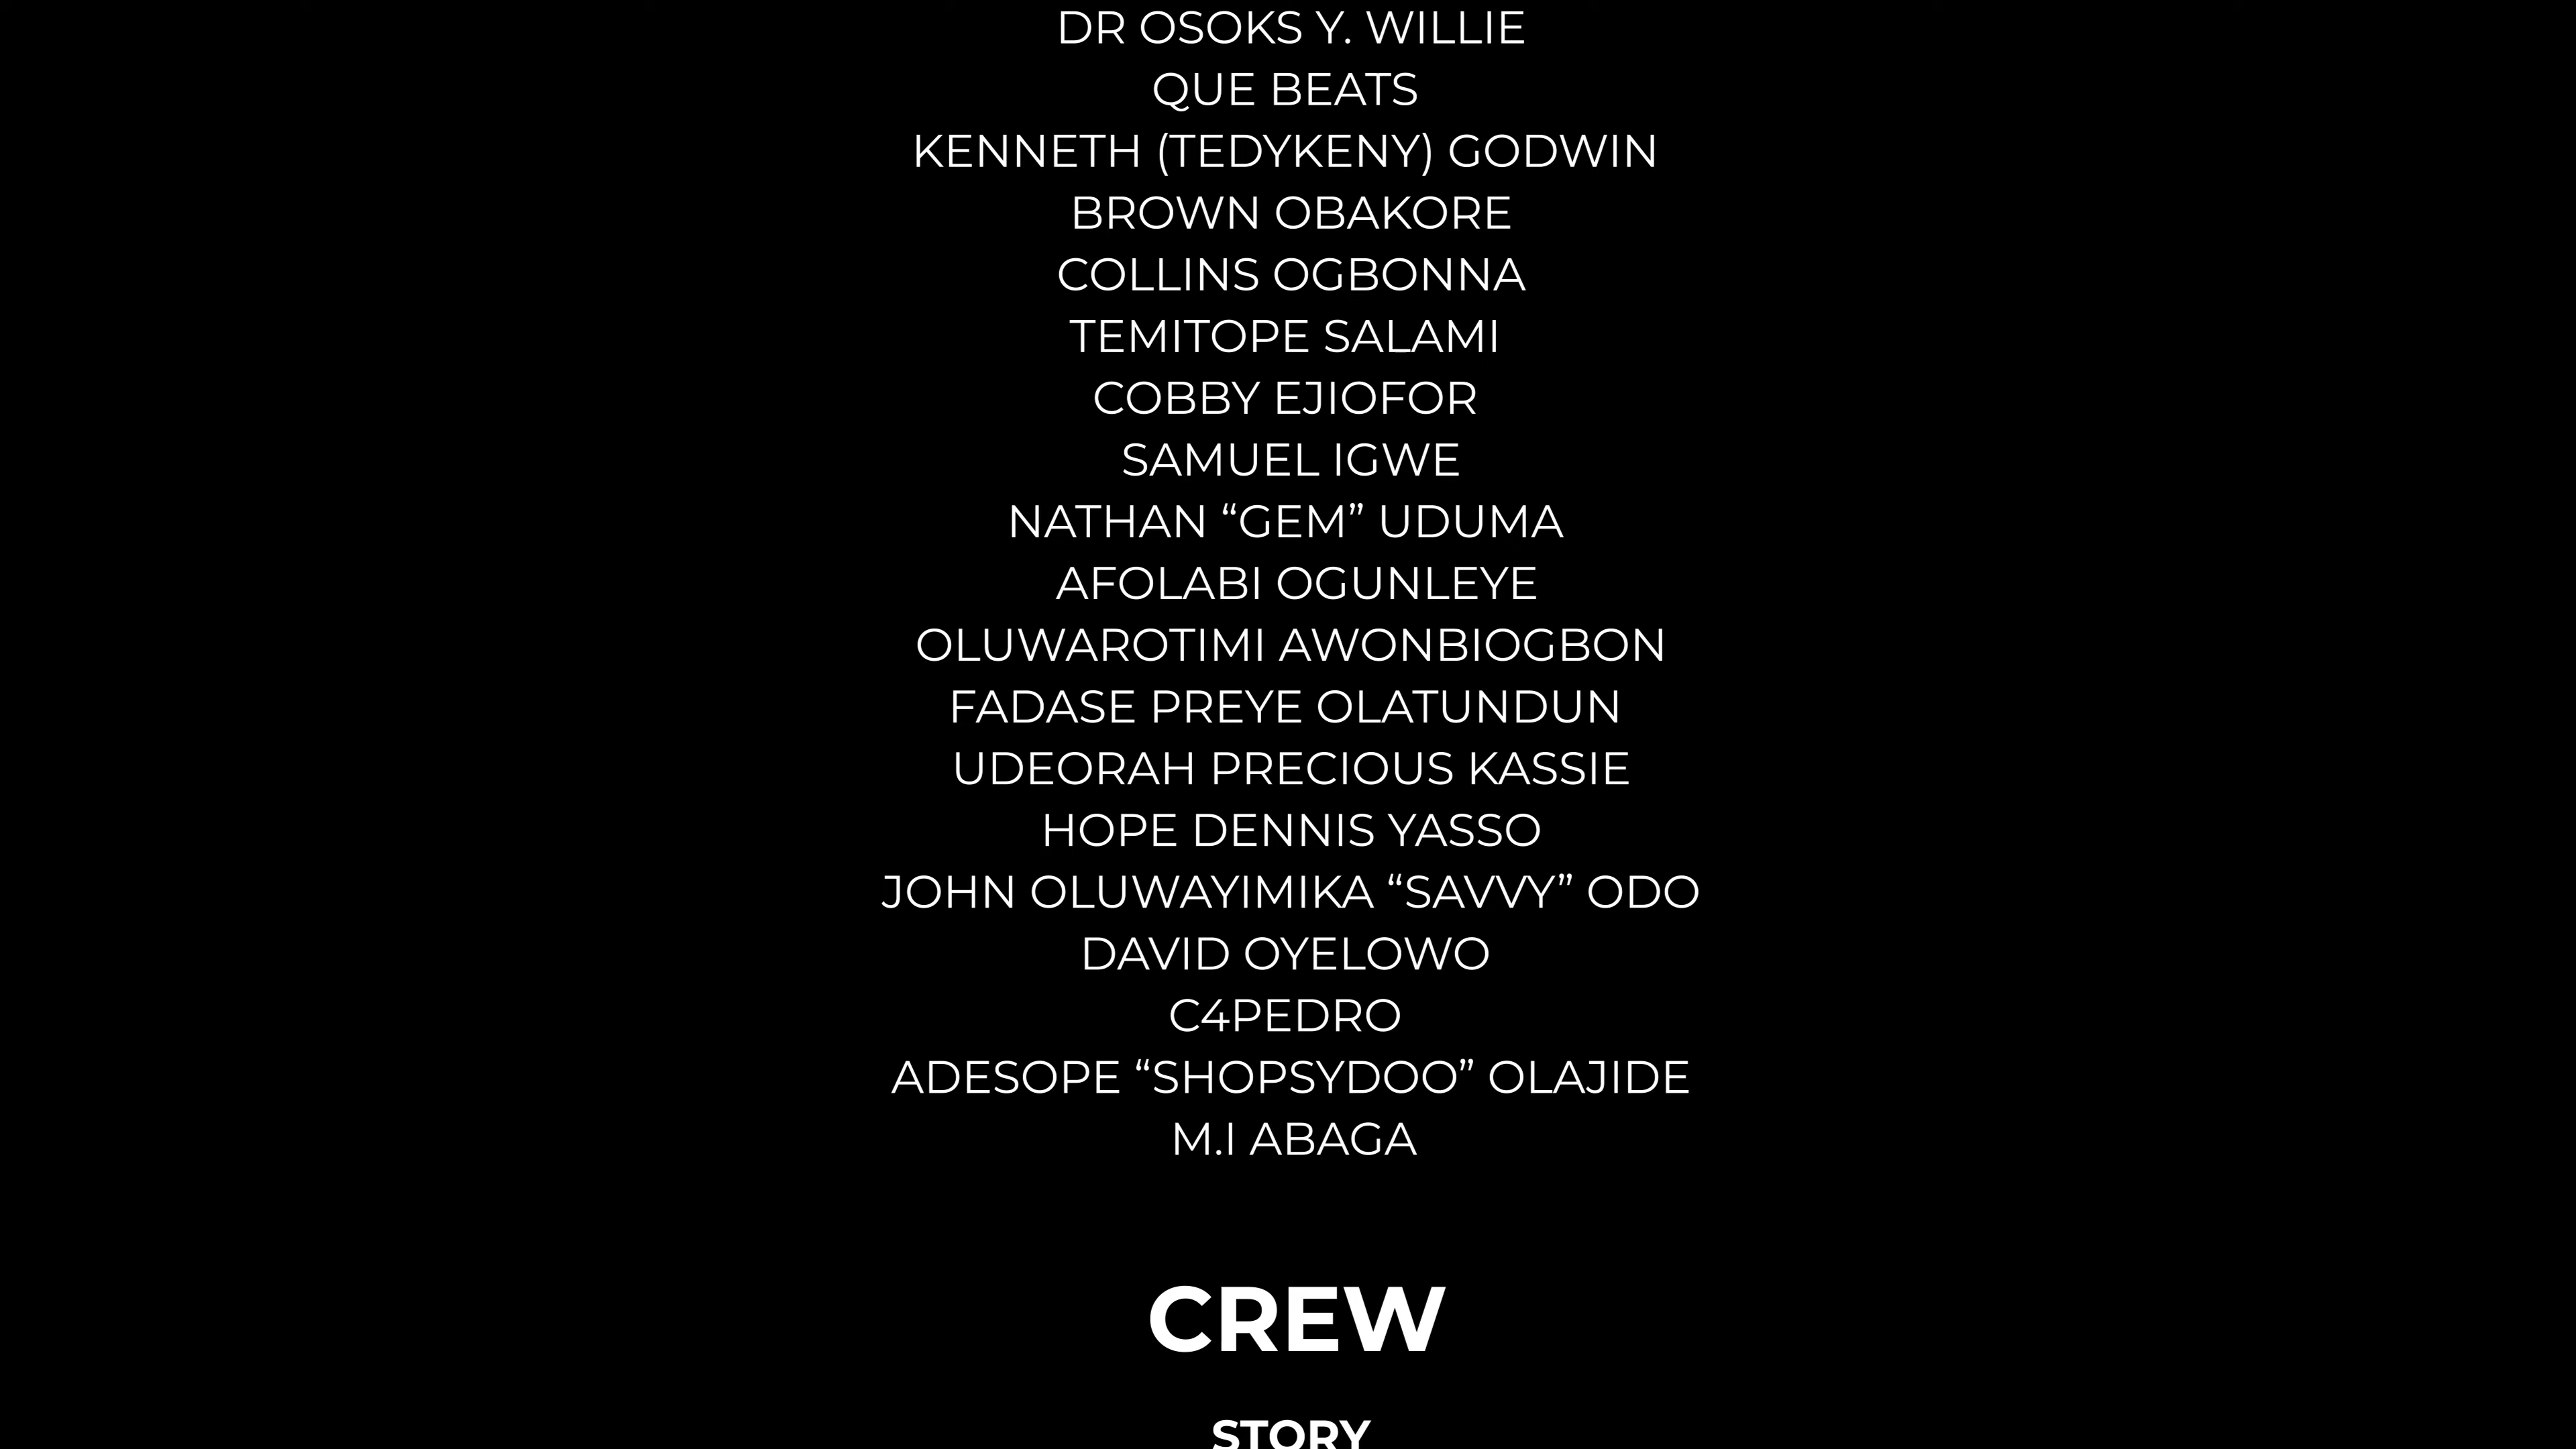 DR OSOKS Y. WILLIE
QUE BEATS
KENNETH (TEDYKENY) GODWIN
BROWN OBAKORE
COLLINS OGBONNA
TEMITOPE SALAMI
COBBY EJIOFOR
SAMUEL IGWE
NATHAN “GEM” UDUMA
AFOLABI OGUNLEYE
OLUWAROTIMI AWONBIOGBON
FADASE PREYE OLATUNDUN
UDEORAH PRECIOUS KASSIE
HOPE DENNIS YASSO
JOHN OLUWAYIMIKA “SAVVY” ODO
DAVID OYELOWO
C4PEDRO
ADESOPE “SHOPSYDOO” OLAJIDE
M.I ABAGA
CREW
STORY